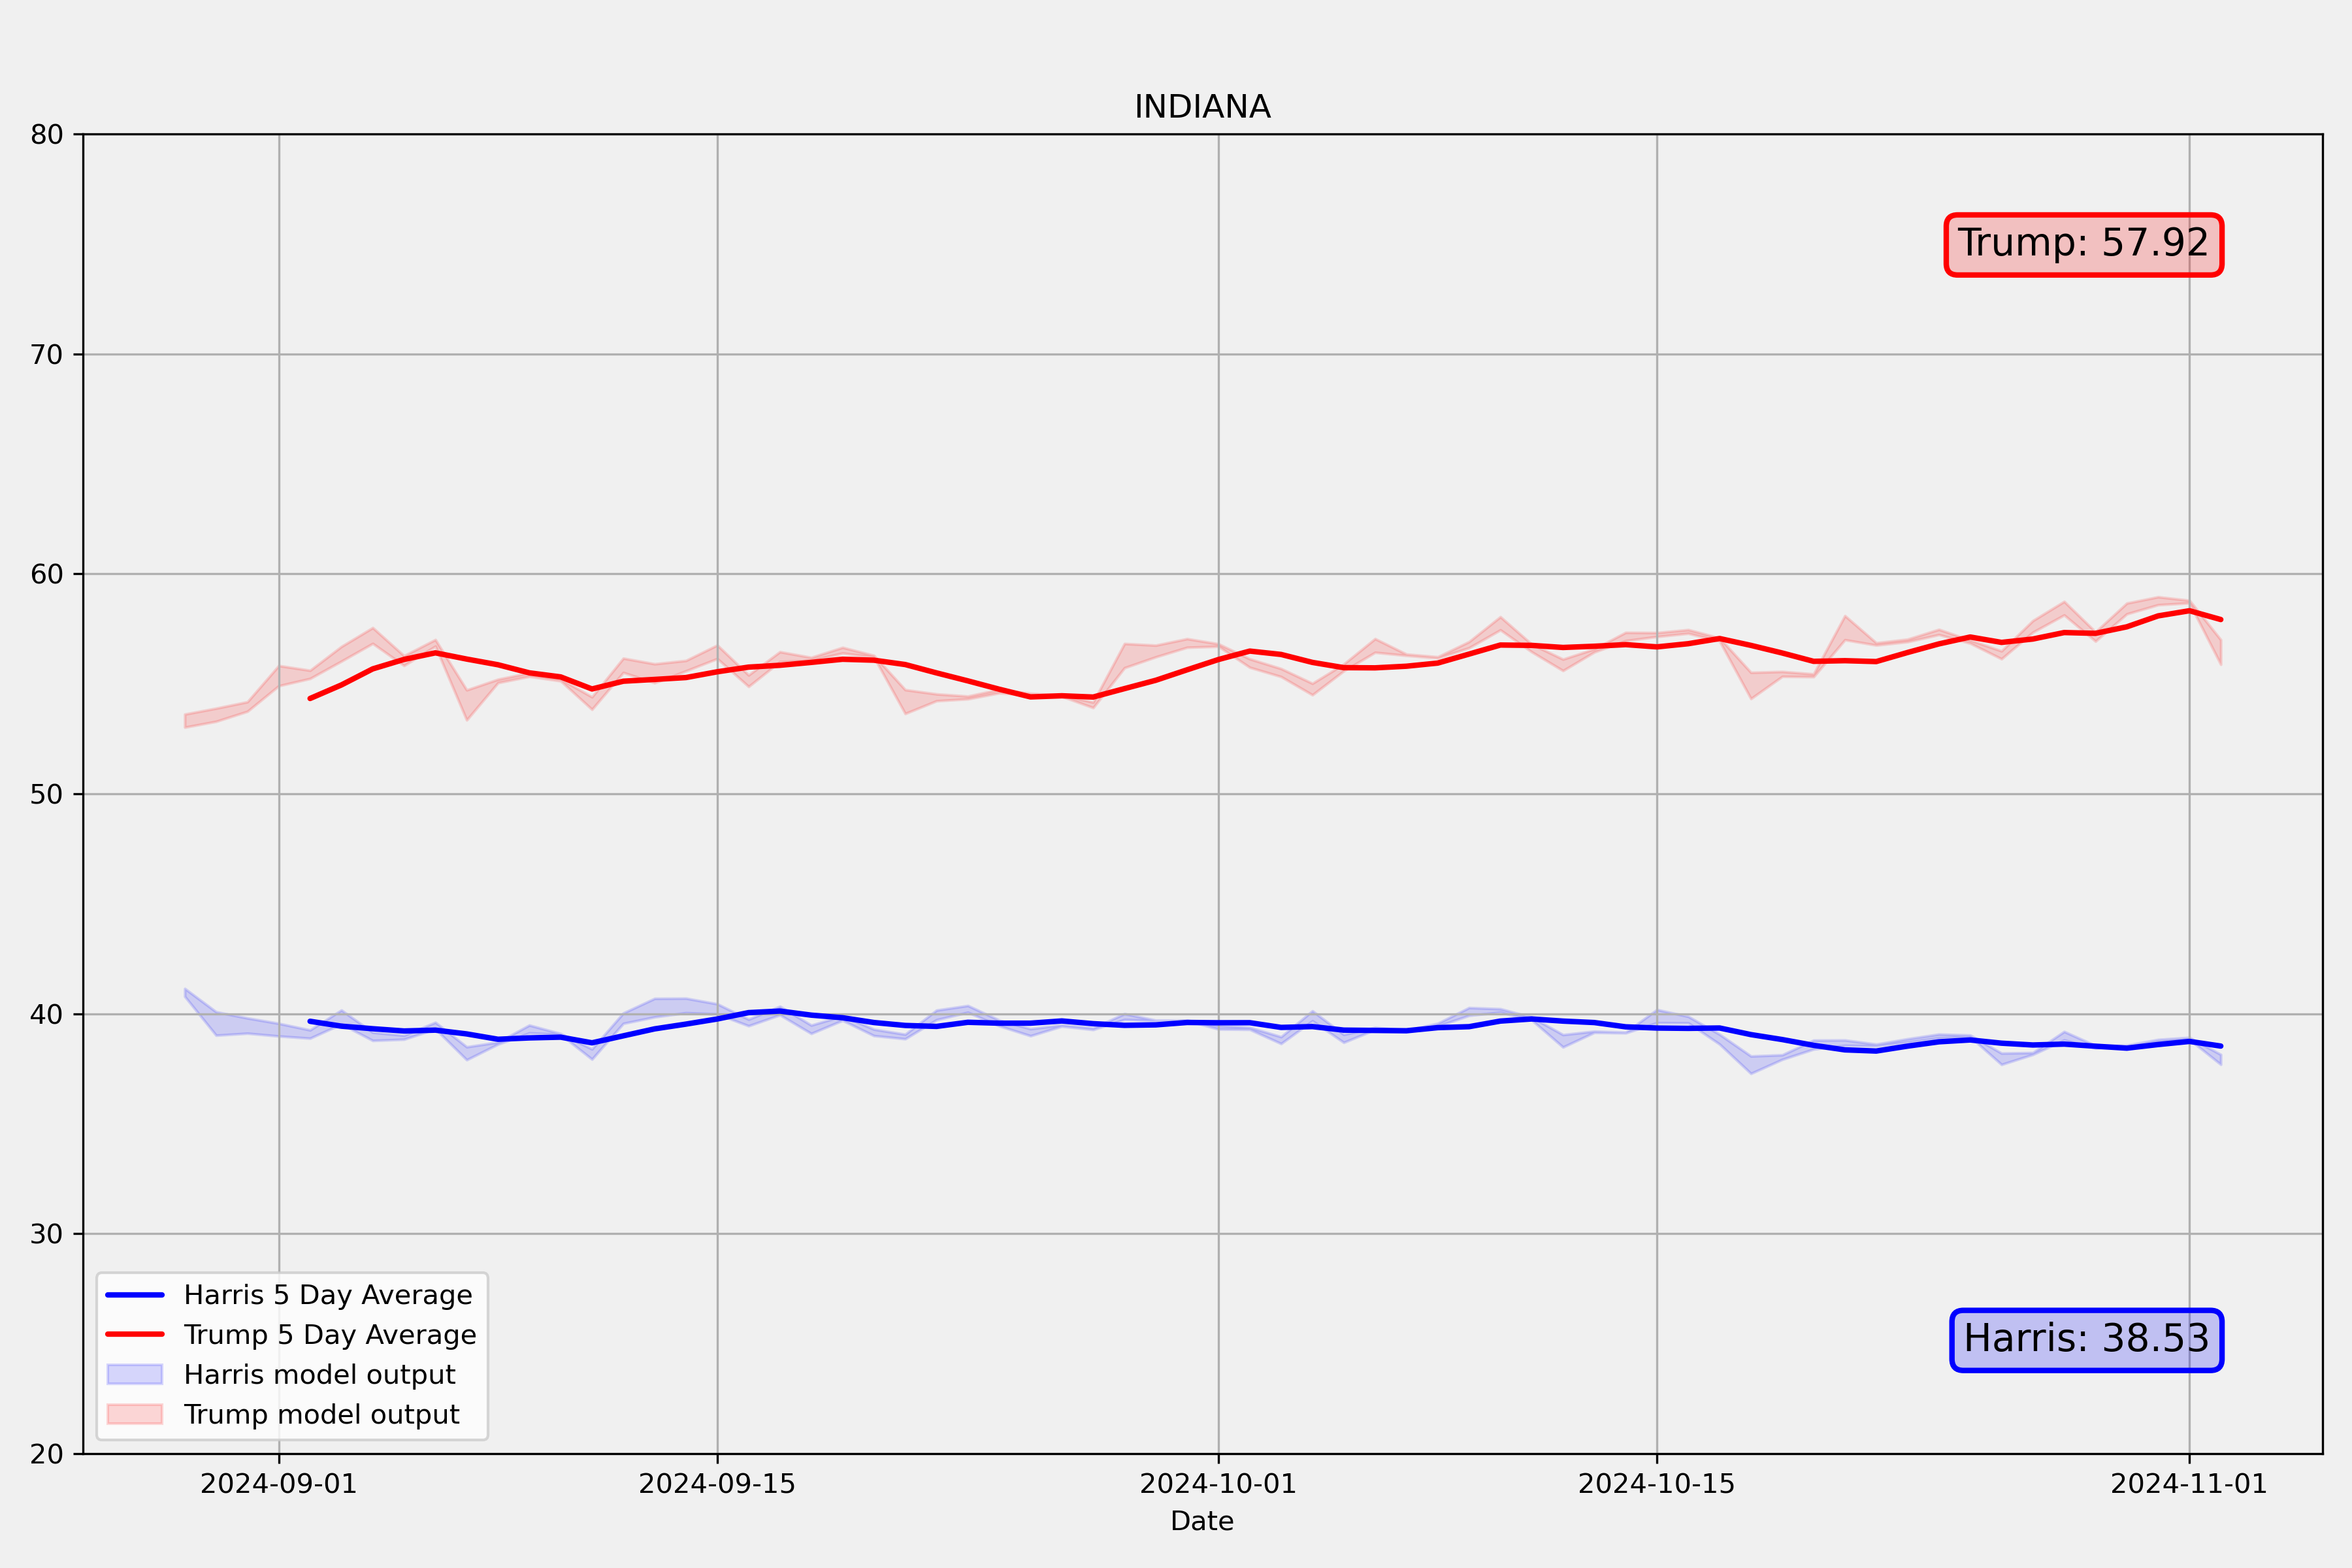 INDIANA
80
70
60
50
40
30
20
Trump: 57.92
Harris: 38.53
Harris 5 Day Average
Trump 5 Day Average
Harris model output
Trump model output
2024-09-01
2024-09-15
2024-10-01
2024-10-15
2024-11-01
Date